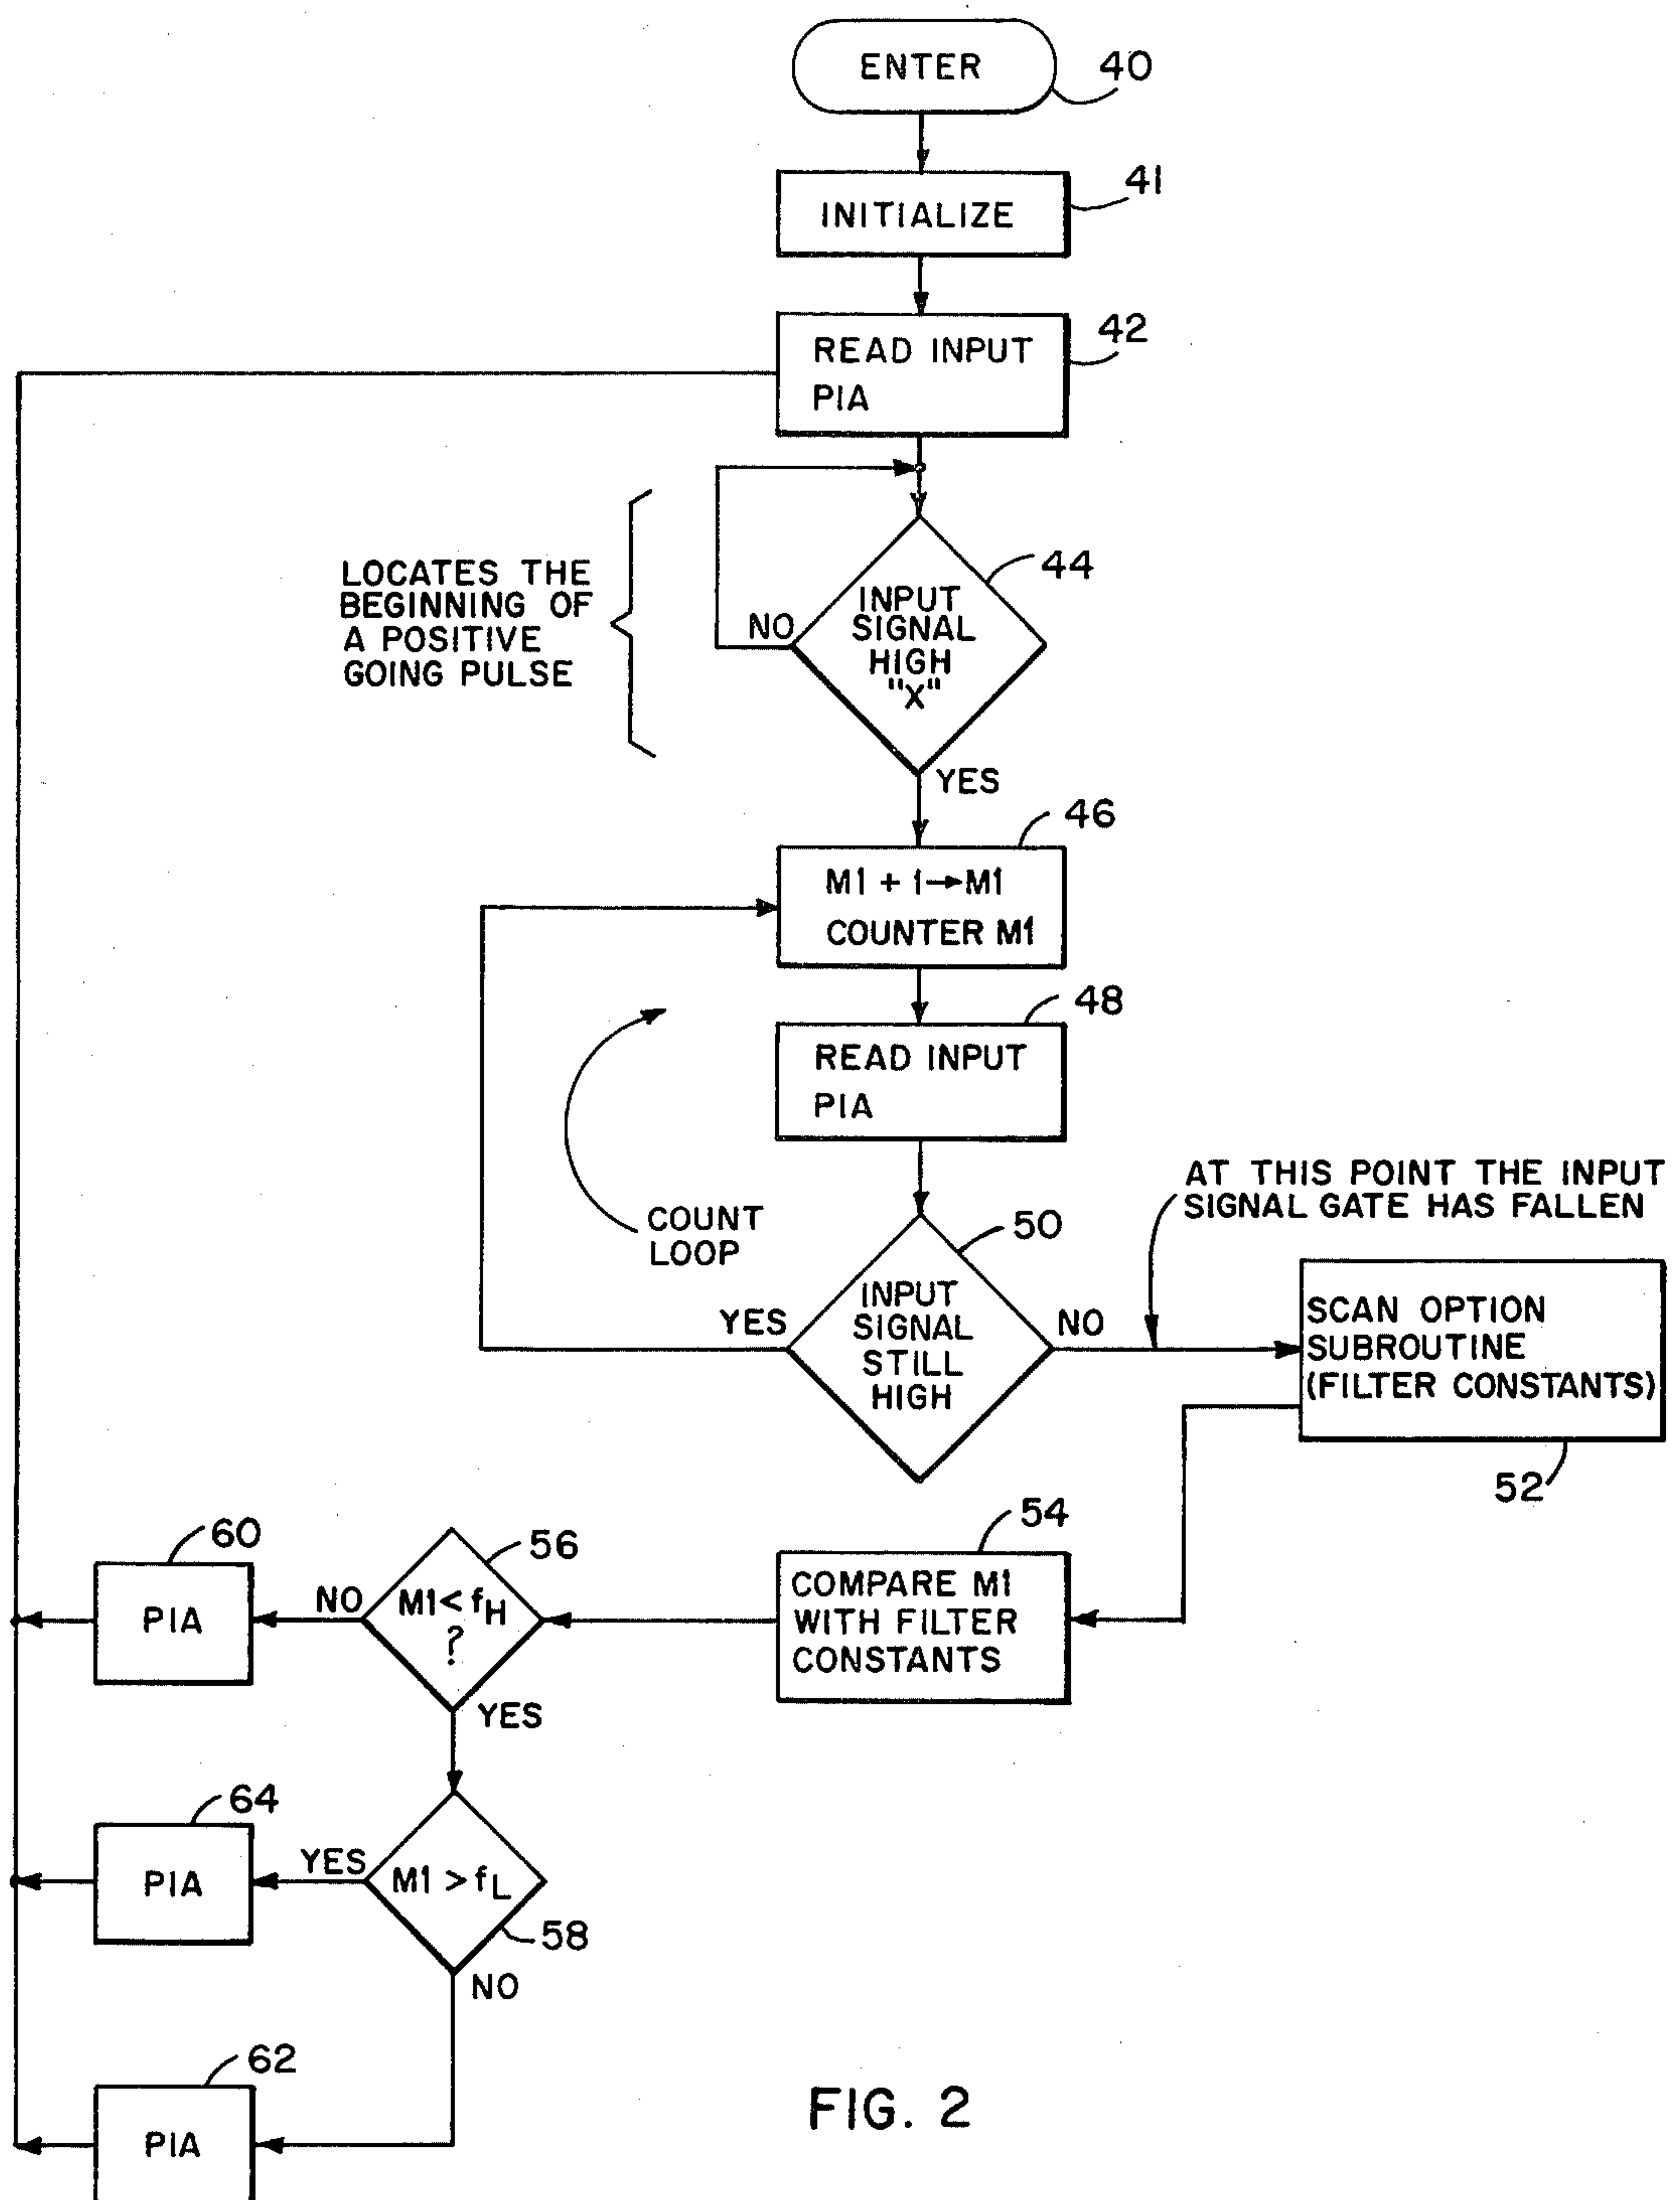 ENTER
40
INITIALIZE
41
READ INPUT
PIA
42
LOCATES THE
BEGINNING OF
A POSITIVE
GOING PULSE
INPUT
SIGNAL
HIGH
"X"
44
NO
YES
M1 + 1→M1
COUNTER M1
46
READ INPUT
PIA
48
COUNT
LOOP
INPUT
SIGNAL
STILL
HIGH
50
YES
NO
AT THIS POINT THE INPUT
SIGNAL GATE HAS FALLEN
SCAN OPTION
SUBROUTINE
(FILTER CONSTANTS)
52
COMPARE M1
WITH FILTER
CONSTANTS
54
M1< fH
?
56
NO
YES
PIA
60
M1 > fL
58
YES
NO
PIA
64
PIA
62
FIG. 2